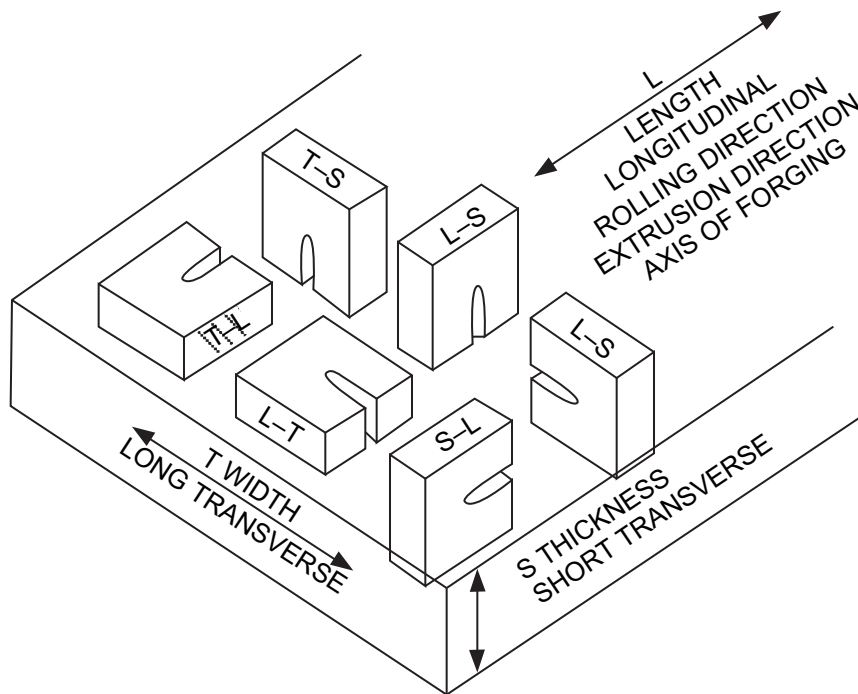 L
LENGTH
LONGITUDINAL
ROLLING DIRECTION
EXTRUSION DIRECTION
AXIS OF FORGING
T–S
L–S
T–L
L–S
L–T
S–L
T WIDTH
LONG TRANSVERSE
S THICKNESS
SHORT TRANSVERSE